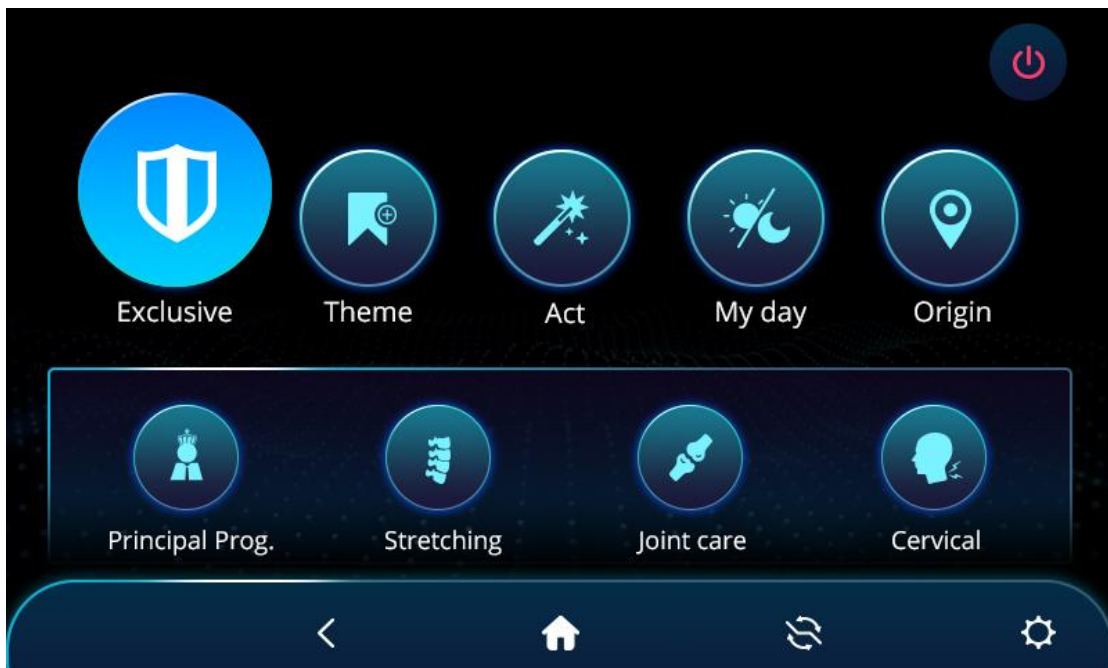 Exclusive
Theme
Act
My day
Origin
Principal Prog.
Stretching
Joint care
Cervical